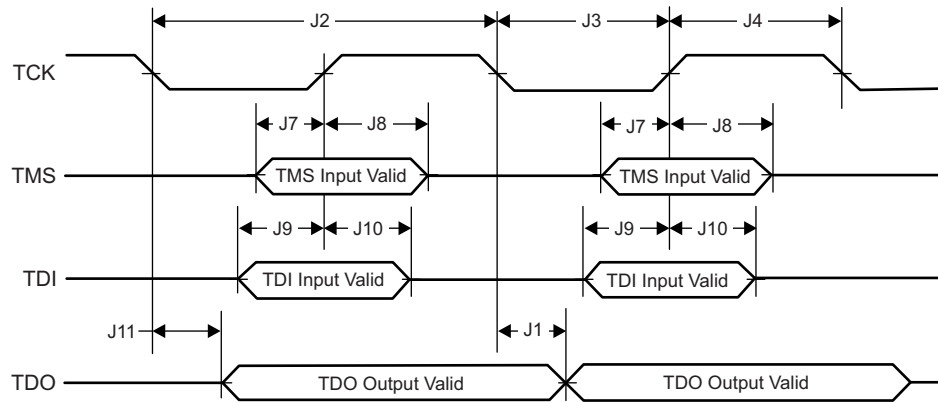 J2 J3 J4
TCK
J7 J8 J7 J8
TMS TMS Input Valid TMS Input Valid
J9 J10 J9 J10
TDI TDI Input Valid TDI Input Valid
J11 J1
TDO TDO Output Valid TDO Output Valid